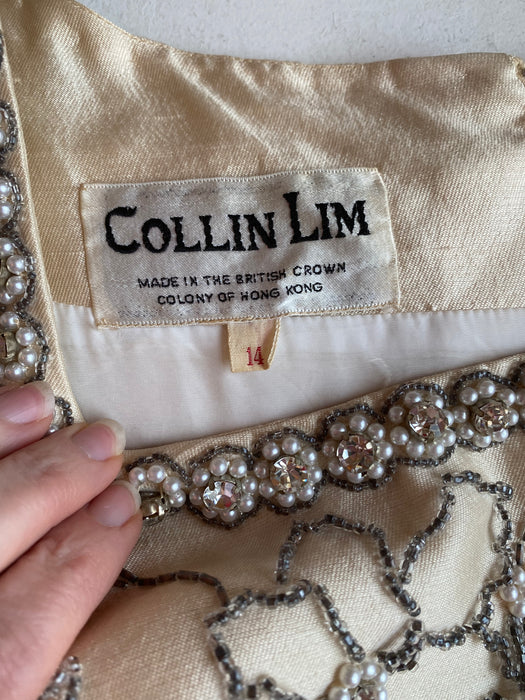 COLLIN LIM
MADE IN THE BRITISH CROWN
COLONY OF HONG KONG
14